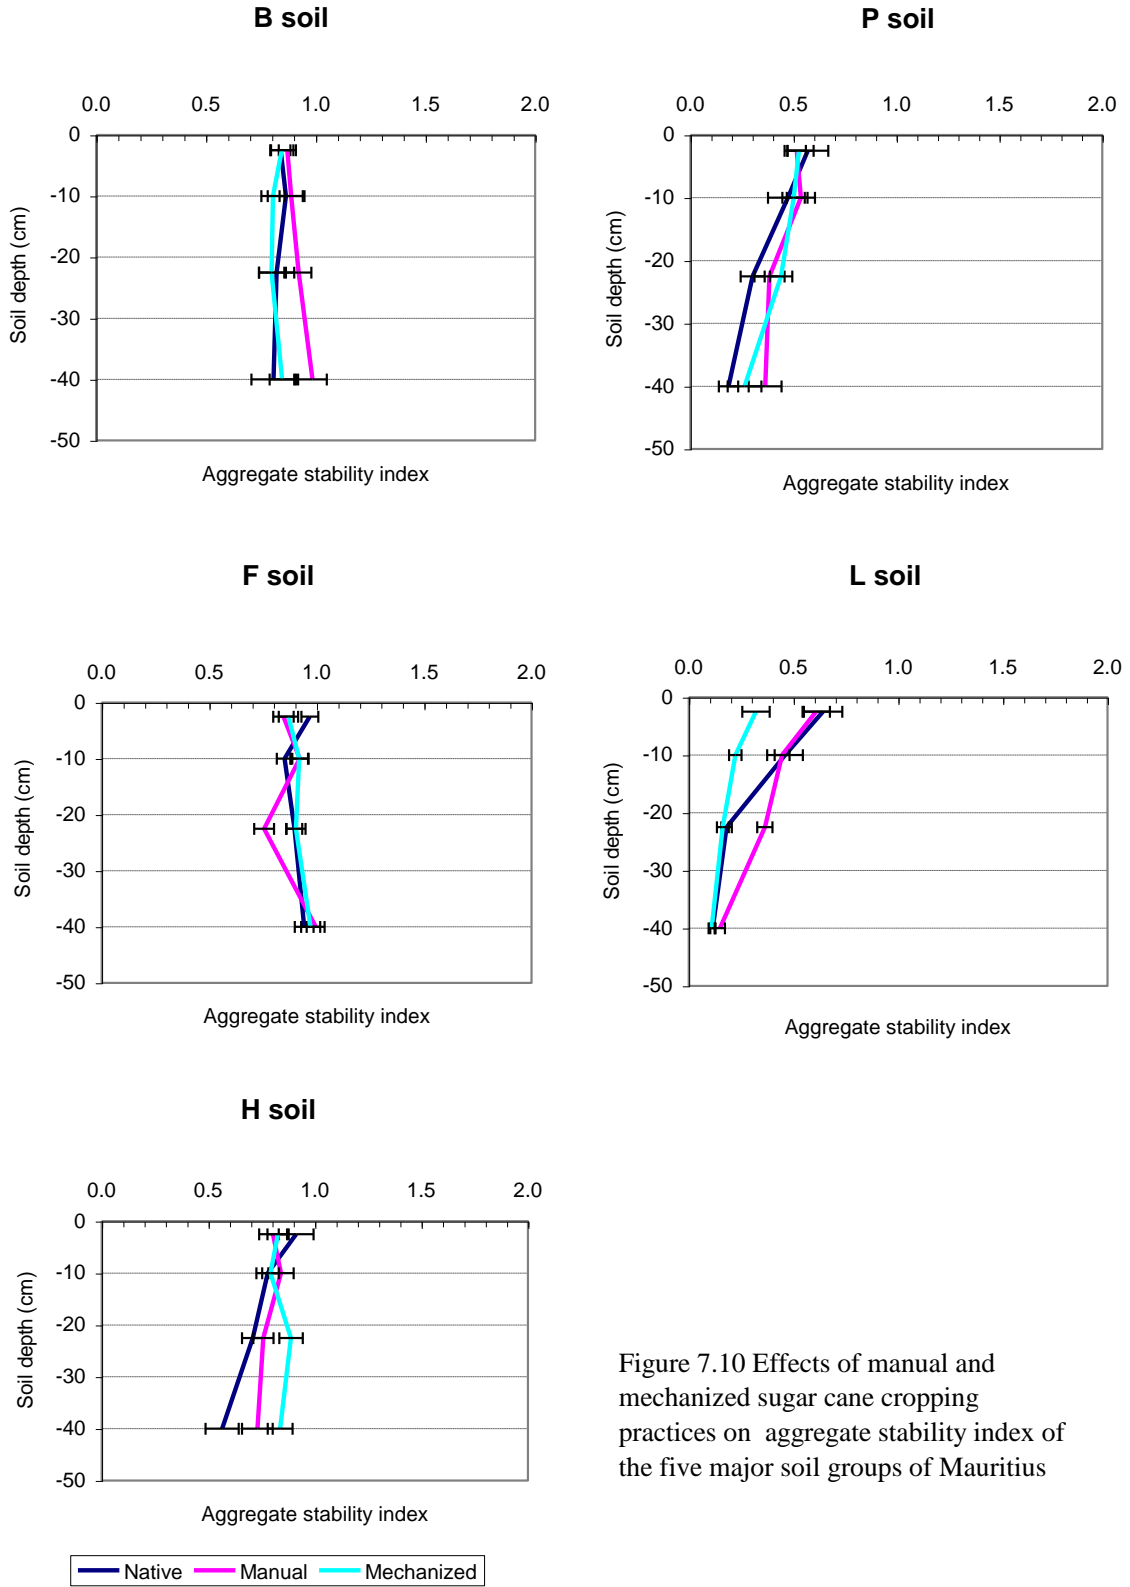 B soil
0.0 0.5 1.0 1.5 2.0
0
-10
-20
-30
-40
-50
Soil depth (cm)
Aggregate stability index
P soil
0.0 0.5 1.0 1.5 2.0
0
-10
-20
-30
-40
-50
Soil depth (cm)
Aggregate stability index
F soil
0.0 0.5 1.0 1.5 2.0
0
-10
-20
-30
-40
-50
Soil depth (cm)
Aggregate stability index
L soil
0.0 0.5 1.0 1.5 2.0
0
-10
-20
-30
-40
-50
Soil depth (cm)
Aggregate stability index
H soil
0.0 0.5 1.0 1.5 2.0
0
-10
-20
-30
-40
-50
Soil depth (cm)
Aggregate stability index
Native Manual Mechanized
Figure 7.10 Effects of manual and
mechanized sugar cane cropping
practices on aggregate stability index of
the five major soil groups of Mauritius